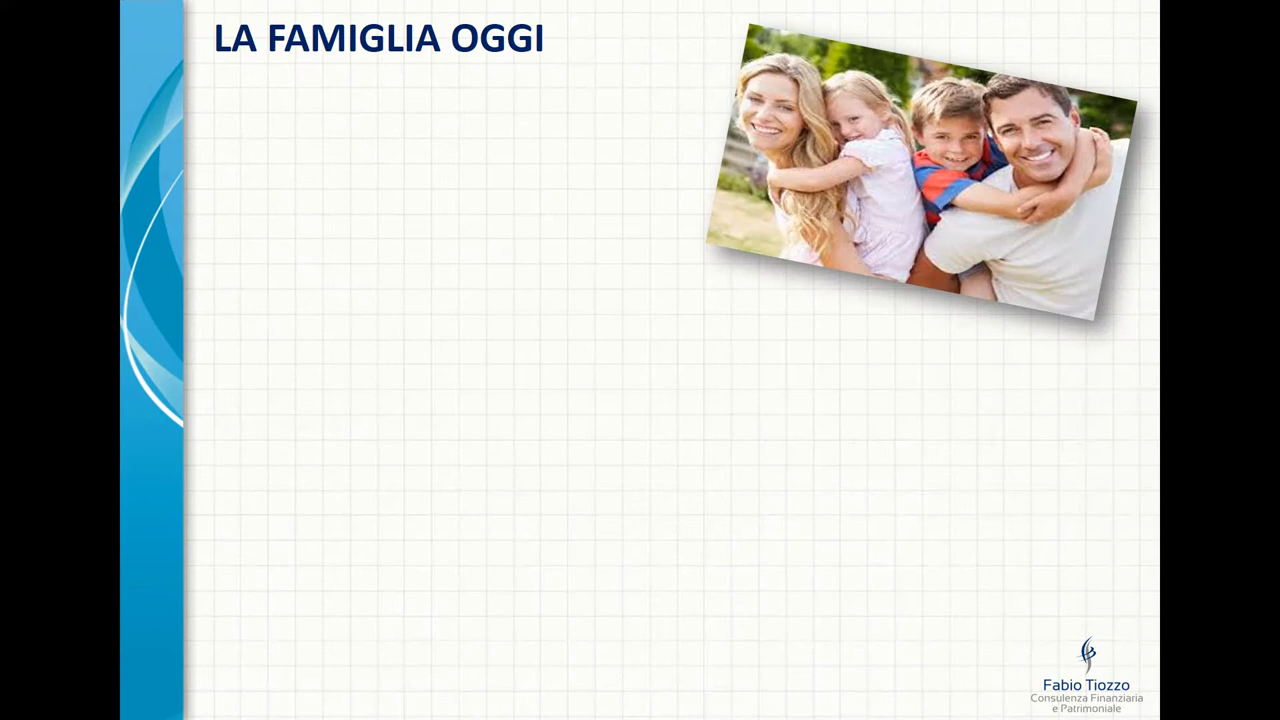 LA FAMIGLIA OGGI
Fabio Tiozzo
Consulenza Finanziaria
e Patrimoniale